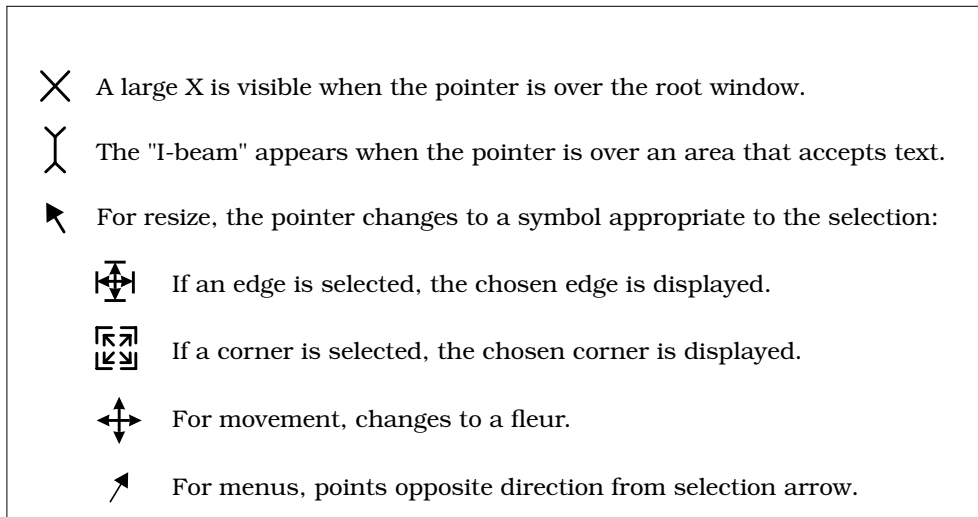 A large X is visible when the pointer is over the root window.
The "I-beam" appears when the pointer is over an area that accepts text.
For resize, the pointer changes to a symbol appropriate to the selection:
If an edge is selected, the chosen edge is displayed.
If a corner is selected, the chosen corner is displayed.
For movement, changes to a fleur.
For menus, points opposite direction from selection arrow.